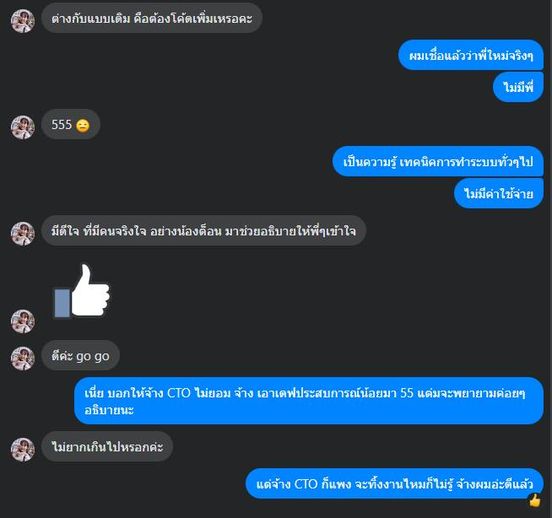 ต่างกับแบบเดิม คือต้องโค้ดเพิ่มเหรอคะ
ผมเชื่อแล้วว่าพี่ใหม่จริงๆ
ไม่มีพี่
555 😑
เป็นความรู้ เทคนิคการทำระบบทั่วๆไป
ไม่มีค่าใช้จ่าย
มีดีใจ ที่มีคนจริงใจ อย่างน้องต็อน มาช่วยอธิบายให้พี่ๆเข้าใจ
ดีค่ะ go go
เนี่ย บอกให้จ้าง CTO ไม่ยอม จ้าง เอาเดฟประสบการณ์น้อยมา 55 แต่มจะพยายามค่อยๆ
อธิบายนะ
ไม่ยากเกินไปหรอกค่ะ
แต่จ้าง CTO ก็แพง จะทิ้งงานไหมก็ไม่รู้ จ้างผมอ่ะดีแล้ว